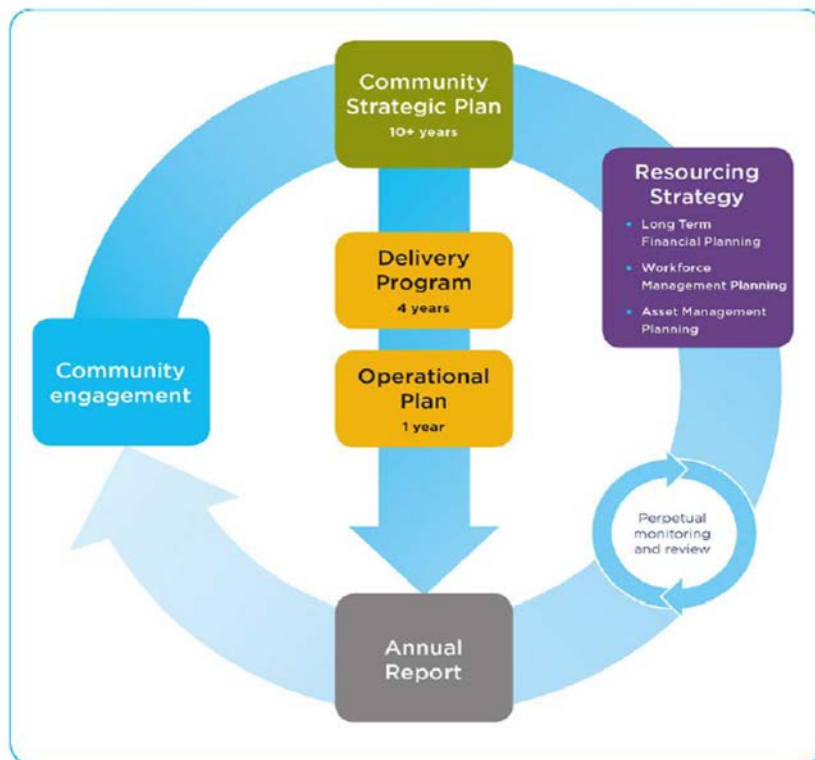 Community
Strategic Plan
10+ years
Resourcing
Strategy
• Long Term
Financial Planning
• Workforce
Management Planning
• Asset Management
Planning
Delivery
Program
4 years
Community
engagement
Operational
Plan
1 year
Perpetual
monitoring
and review
Annual
Report